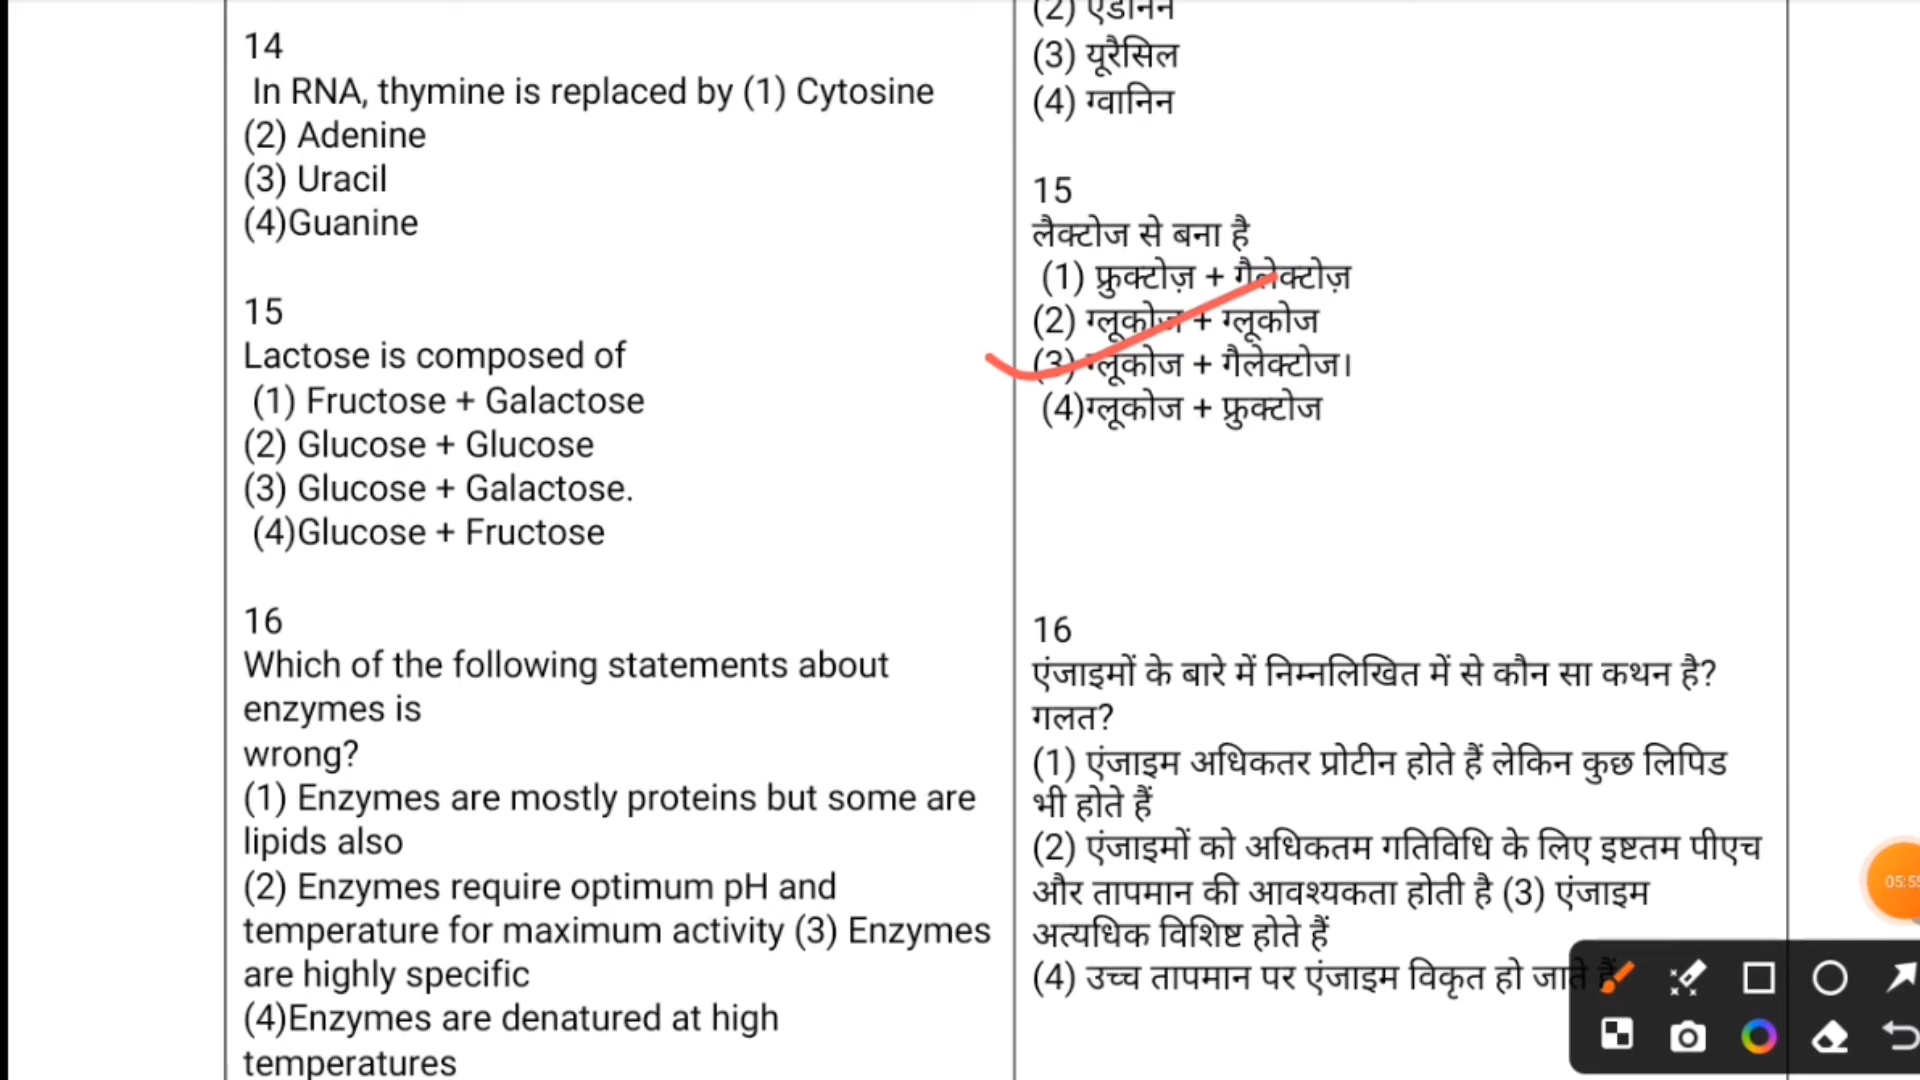 14
In RNA, thymine is replaced by (1) Cytosine
(2) Adenine
(3) Uracil
(4)Guanine
15
Lactose is composed of
(1) Fructose + Galactose
(2) Glucose + Glucose
(3) Glucose + Galactose.
(4)Glucose + Fructose
16
Which of the following statements about
enzymes is
wrong?
(1) Enzymes are mostly proteins but some are
lipids also
(2) Enzymes require optimum pH and
temperature for maximum activity (3) Enzymes
are highly specific
(4)Enzymes are denatured at high
temperatures
(2) एडेनिन
(3) यूरैसिल
(4) ग्वानिन
15
लैक्टोज से बना है
(1) फ्रुक्टोज़ + गैलेक्टोज़
(2) ग्लूकोज + ग्लूकोज
(3) ग्लूकोज + गैलेक्टोज।
(4)ग्लूकोज + फ्रुक्टोज
16
एंजाइमों के बारे में निम्नलिखित में से कौन सा कथन है?
गलत?
(1) एंजाइम अधिकतर प्रोटीन होते हैं लेकिन कुछ लिपिड
भी होते हैं
(2) एंजाइमों को अधिकतम गतिविधि के लिए इष्टतम पीएच
और तापमान की आवश्यकता होती है (3) एंजाइम
अत्यधिक विशिष्ट होते हैं
(4) उच्च तापमान पर एंजाइम विकृत हो जाते हैं